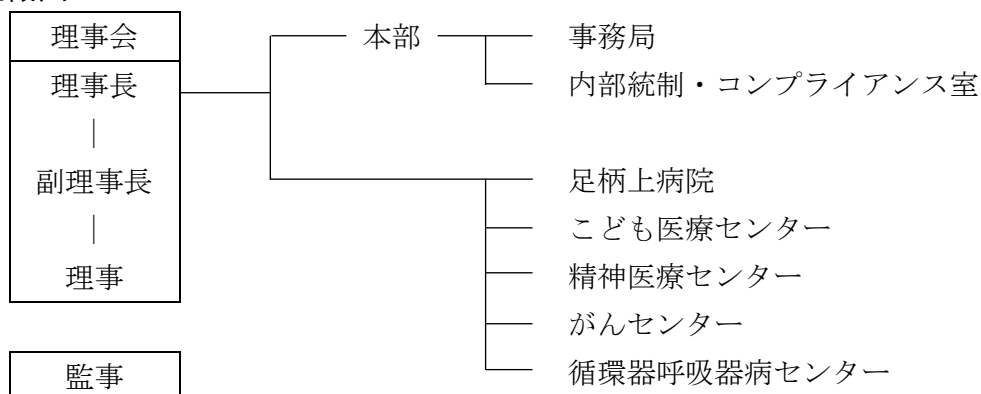 理事会
理事長
｜
副理事長
｜
理事
監事
本部
事務局
内部統制・コンプライアンス室
足柄上病院
こども医療センター
精神医療センター
がんセンター
循環器呼吸器病センター